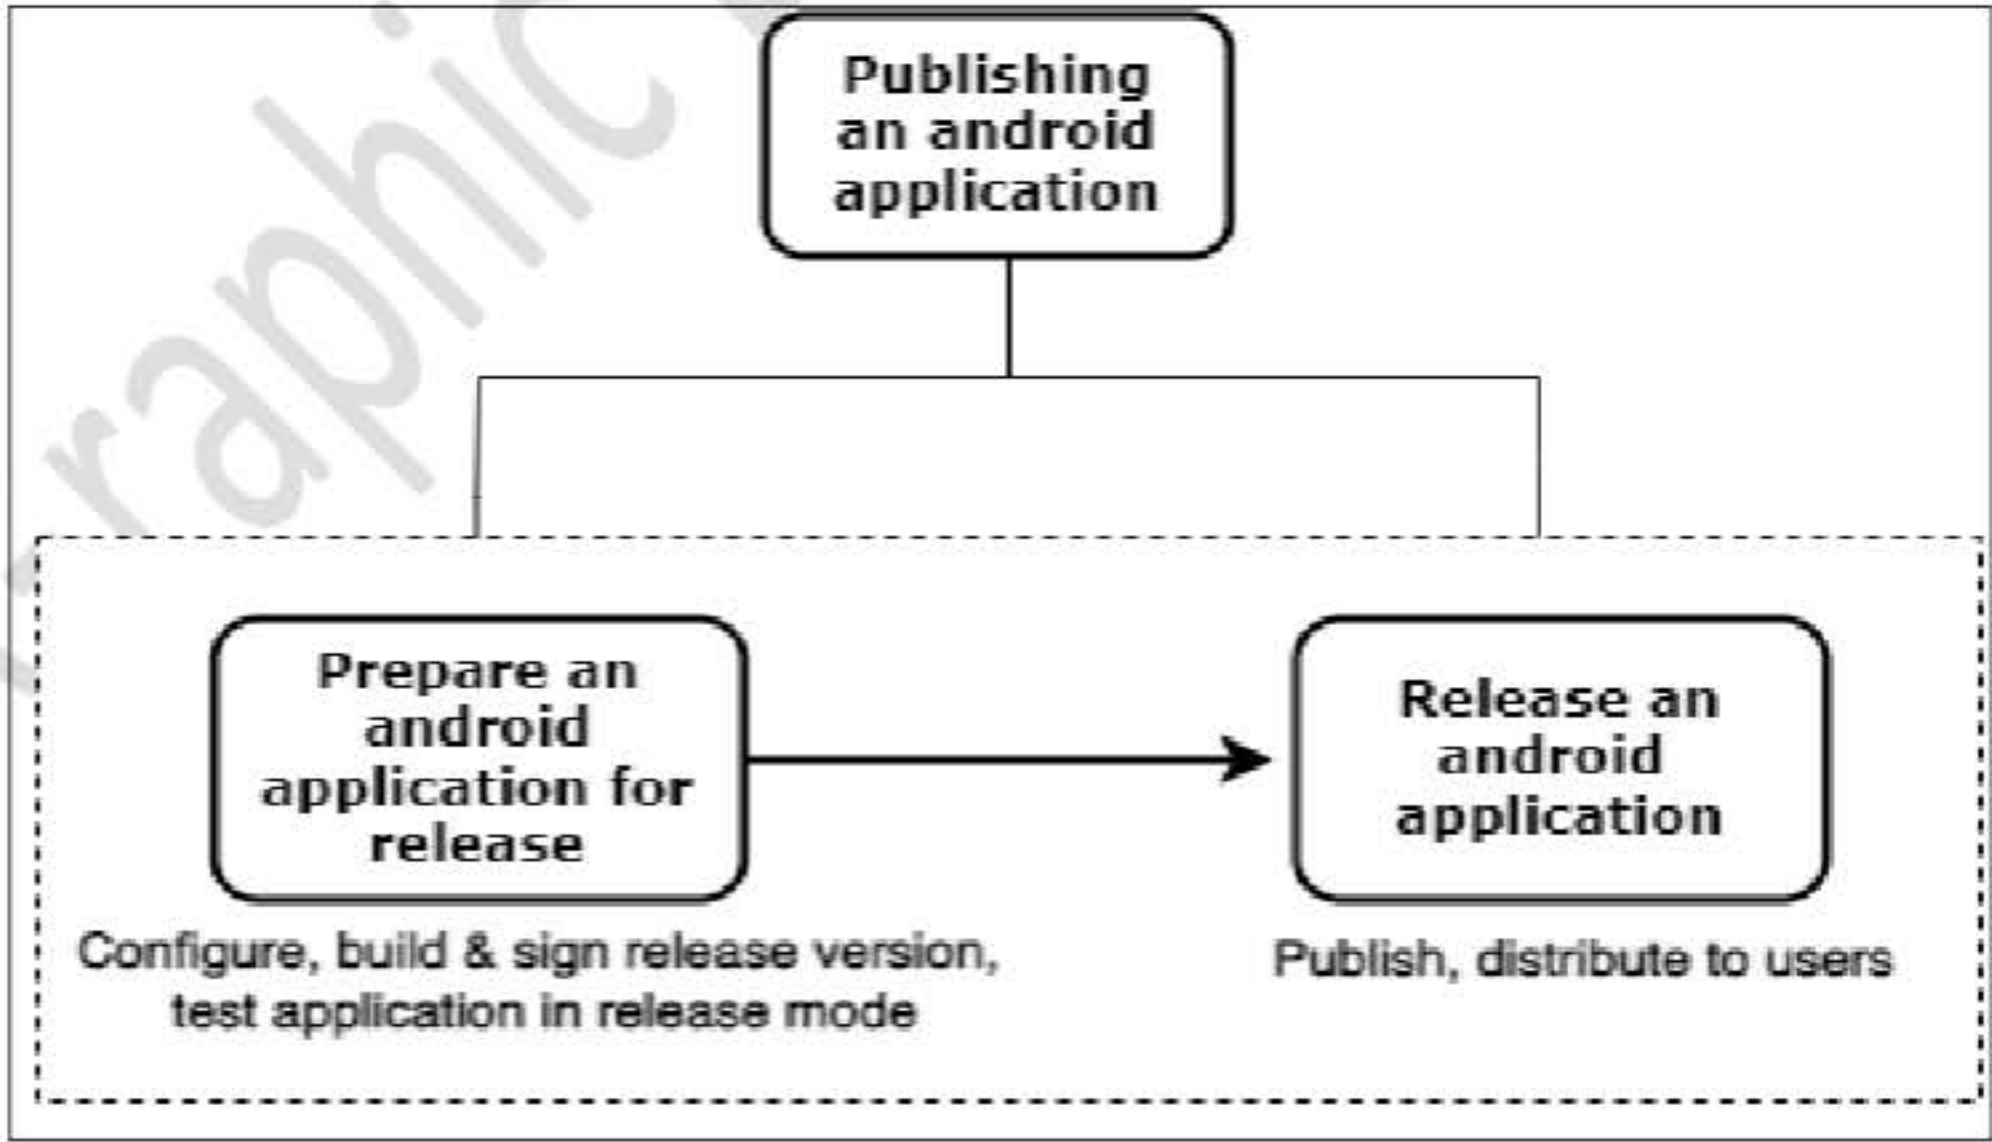 Publishing
an android
application
Prepare an
android
application for
release
Release an
android
application
Configure, build & sign release version,
test application in release mode
Publish, distribute to users